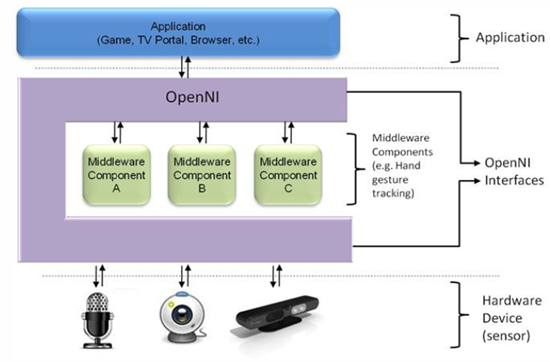 Application
(Game, TV Portal, Browser, etc.)
Application
OpenNI
Middleware
Component
A
Middleware
Component
B
Middleware
Component
C
Middleware
Components
(e.g. Hand
gesture
tracking)
OpenNI
Interfaces
Hardware
Device
(sensor)